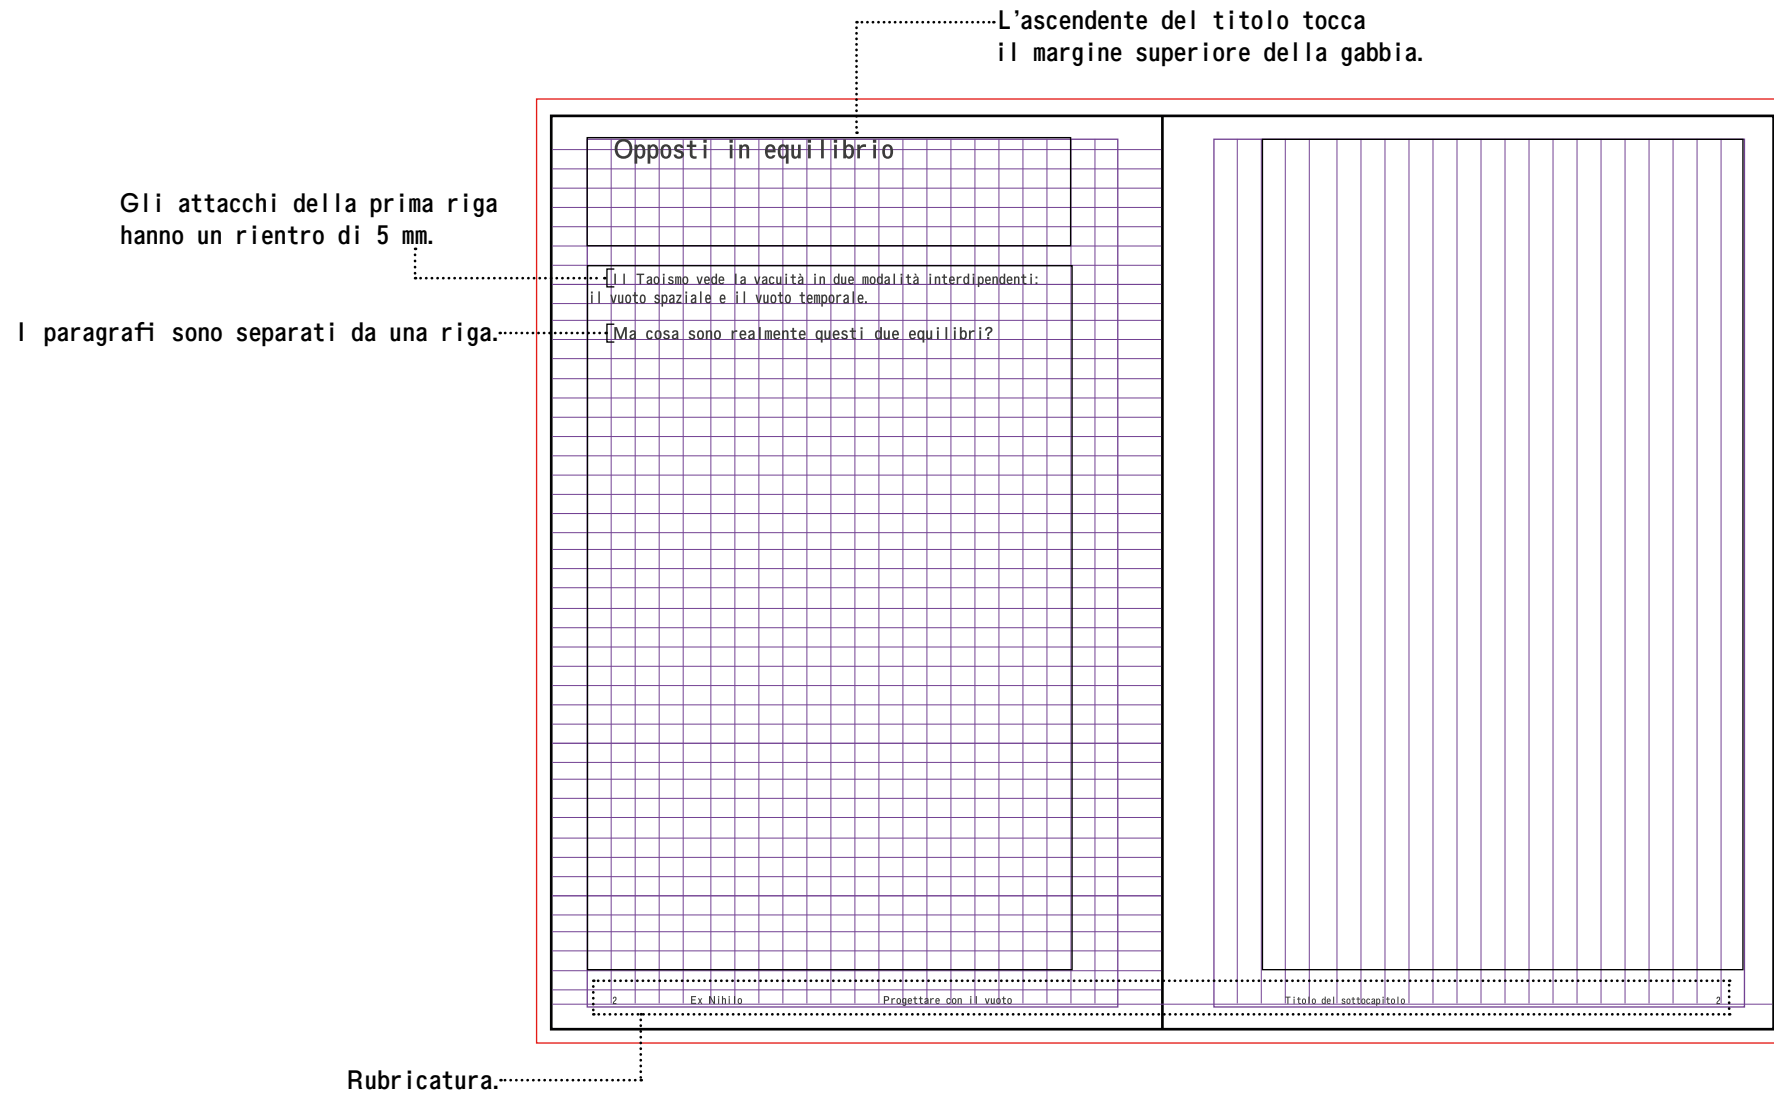 L'ascendente del titolo tocca
il margine superiore della gabbia.
Opposti in equilibrio
Gli attacchi della prima riga
hanno un rientro di 5 mm.
Il Taoismo vede la vacuità in due modalità interdipendenti:
il vuoto spaziale e il vuoto temporale.
I paragrafi sono separati da una riga.
Ma cosa sono realmente questi due equilibri?
2 Ex Nihilo Progettare con il vuoto
Titolo del sottocapitolo 2
Rubricatura.